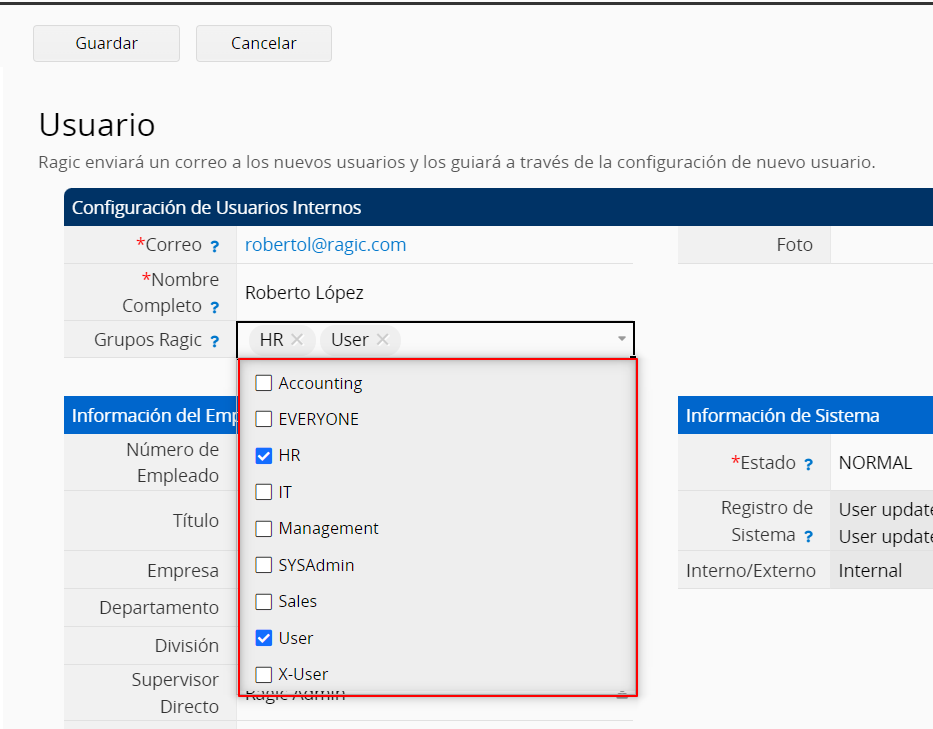 Guardar
Cancelar
Usuario
Ragic enviará un correo a los nuevos usuarios y los guiará a través de la configuración de nuevo usuario.
Configuración de Usuarios Internos
*Correo ?
robertol@ragic.com
Foto
*Nombre
Completo ?
Roberto López
Grupos Ragic ?
HR × User ×
Accounting
EVERYONE
HR
IT
Management
SYSAdmin
Sales
User
X-User
Información del Emp
Número de
Empleado
Título
Empresa
Departamento
División
Supervisor
Directo
Ragic Admin
Información de Sistema
*Estado ?
NORMAL
Registro de
Sistema ?
User update
User update
Interno/Externo
Internal